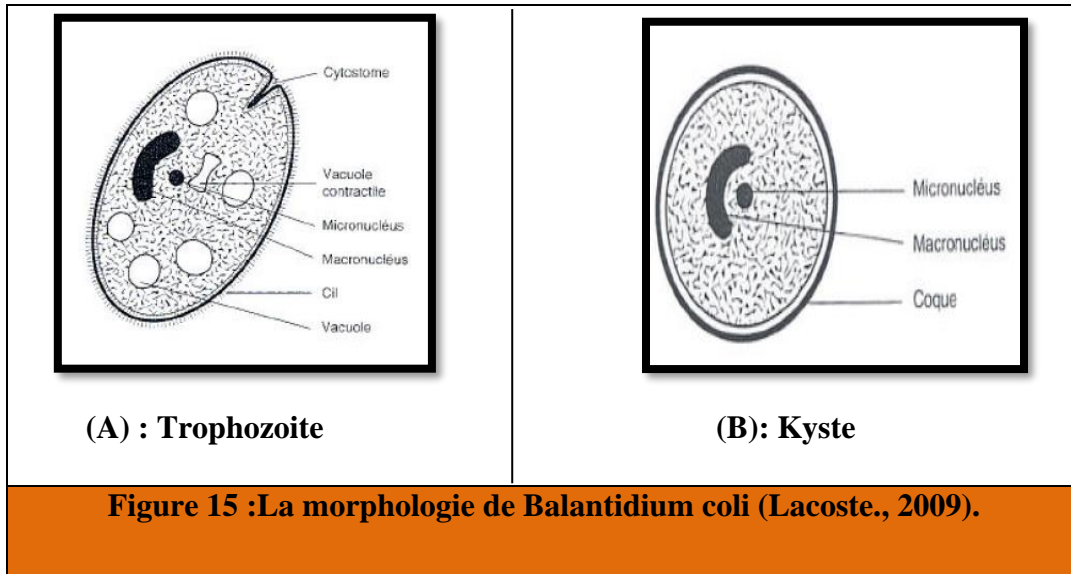 Cytostome
Vacuole
contractile
Micronucléus
Macronucléus
Cil
Vacuole
(A) : Trophozoite
Micronucléus
Macronucléus
Coque
(B): Kyste
Figure 15 :La morphologie de Balantidium coli (Lacoste., 2009).